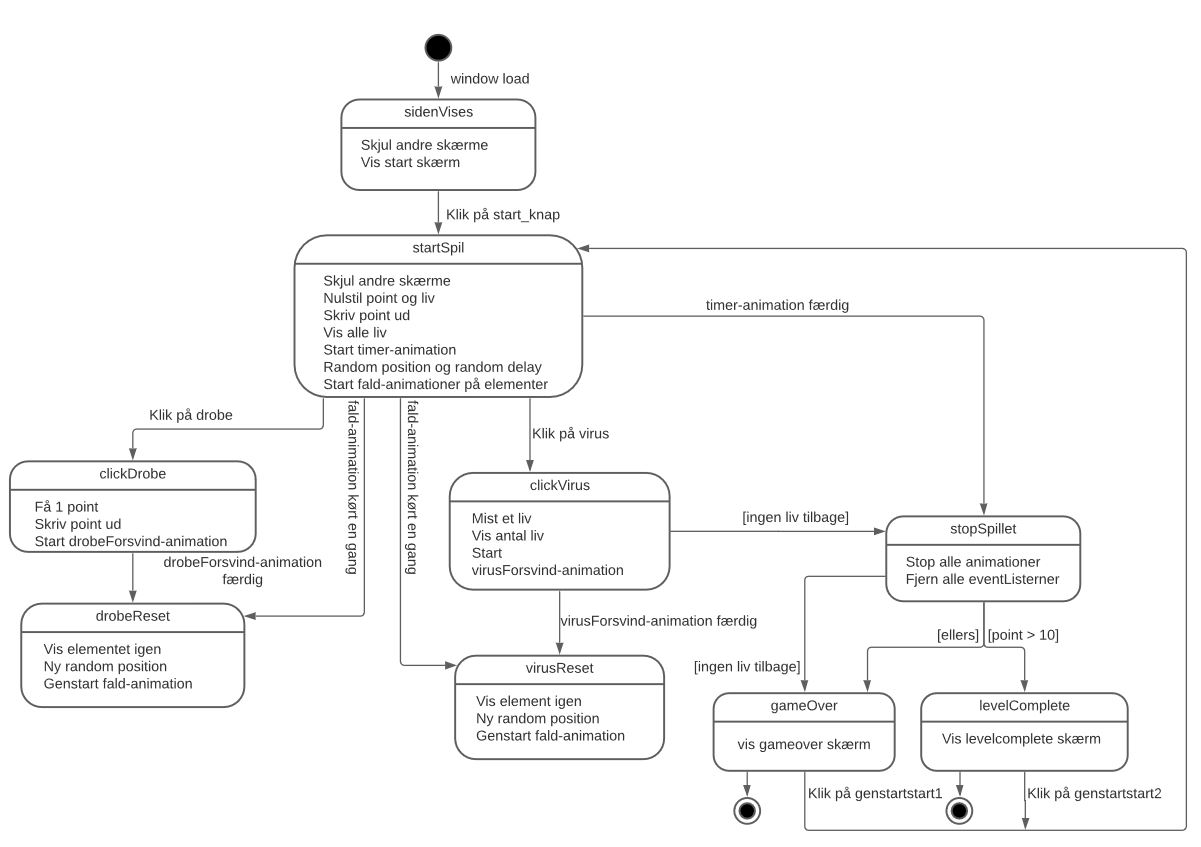 window load
sidenVises
Skjul andre skærme
Vis start skærm
Klik på start_knap
startSpil
Skjul andre skærme
Nulstil point og liv
Skriv point ud
Vis alle liv
Start timer-animation
Random position og random delay
Start fald-animationer på elementer
timer-animation færdig
Klik på drobe
fald-animation kørt en gang
fald-animation kørt en gang
Klik på virus
clickDrobe
Få 1 point
Skriv point ud
Start drobeForsvind-animation
drobeForsvind-animation
færdig
drobeReset
Vis elementet igen
Ny random position
Genstart fald-animation
clickVirus
Mist et liv
Vis antal liv
Start
virusForsvind-animation
[ingen liv tilbage]
virusForsvind-animation færdig
virusReset
Vis element igen
Ny random position
Genstart fald-animation
stopSpillet
Stop alle animationer
Fjern alle eventListerner
[ellers]
[point > 10]
[ingen liv tilbage]
gameOver
vis gameover skærm
levelComplete
Vis levelcomplete skærm
Klik på genstartstart1
Klik på genstartstart2